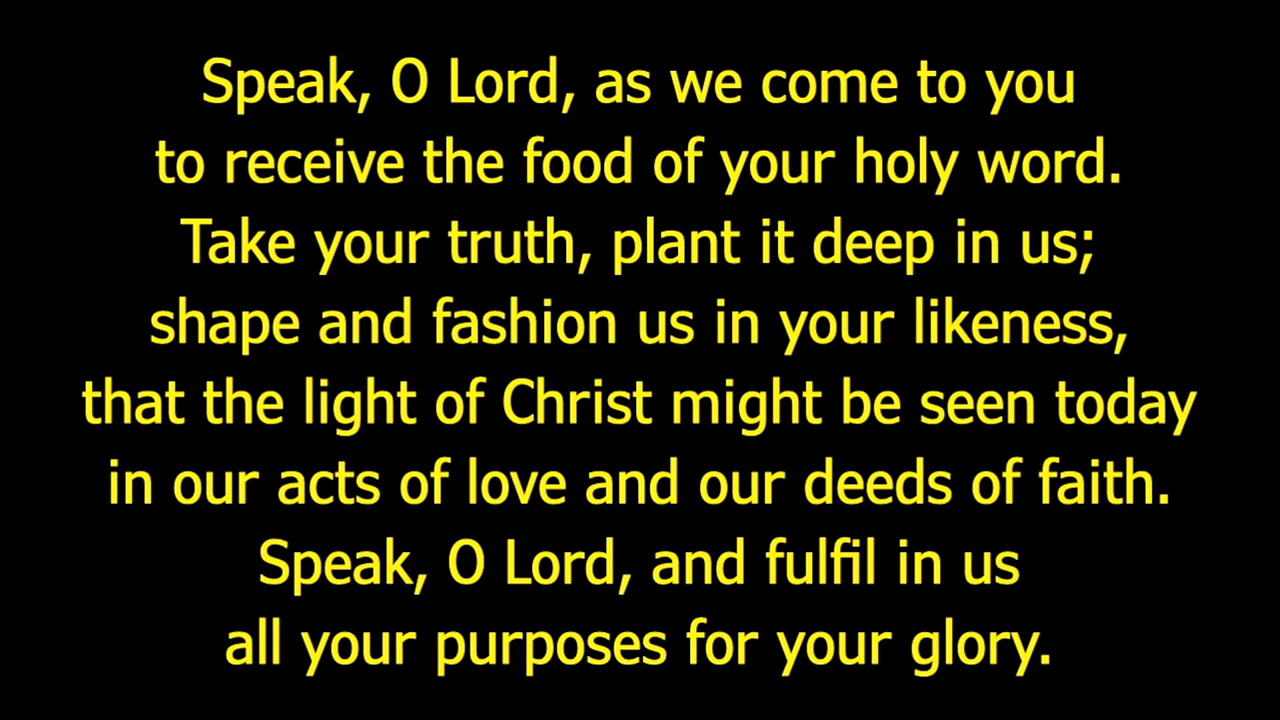 Speak, O Lord, as we come to you
to receive the food of your holy word.
Take your truth, plant it deep in us;
shape and fashion us in your likeness,
that the light of Christ might be seen today
in our acts of love and our deeds of faith.
Speak, O Lord, and fulfil in us
all your purposes for your glory.